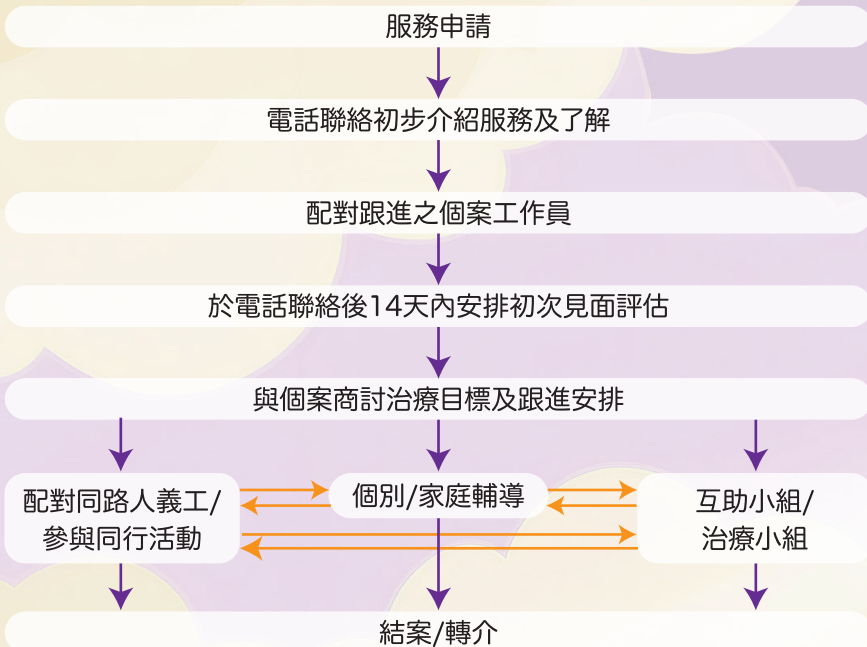 服務申請
電話聯絡初步介紹服務及了解
配對跟進之個案工作員
於電話聯絡後14天內安排初次見面評估
與個案商討治療目標及跟進安排
配對同路人義工/
參與同行活動
個別/家庭輔導
互助小組/
治療小組
結案/轉介